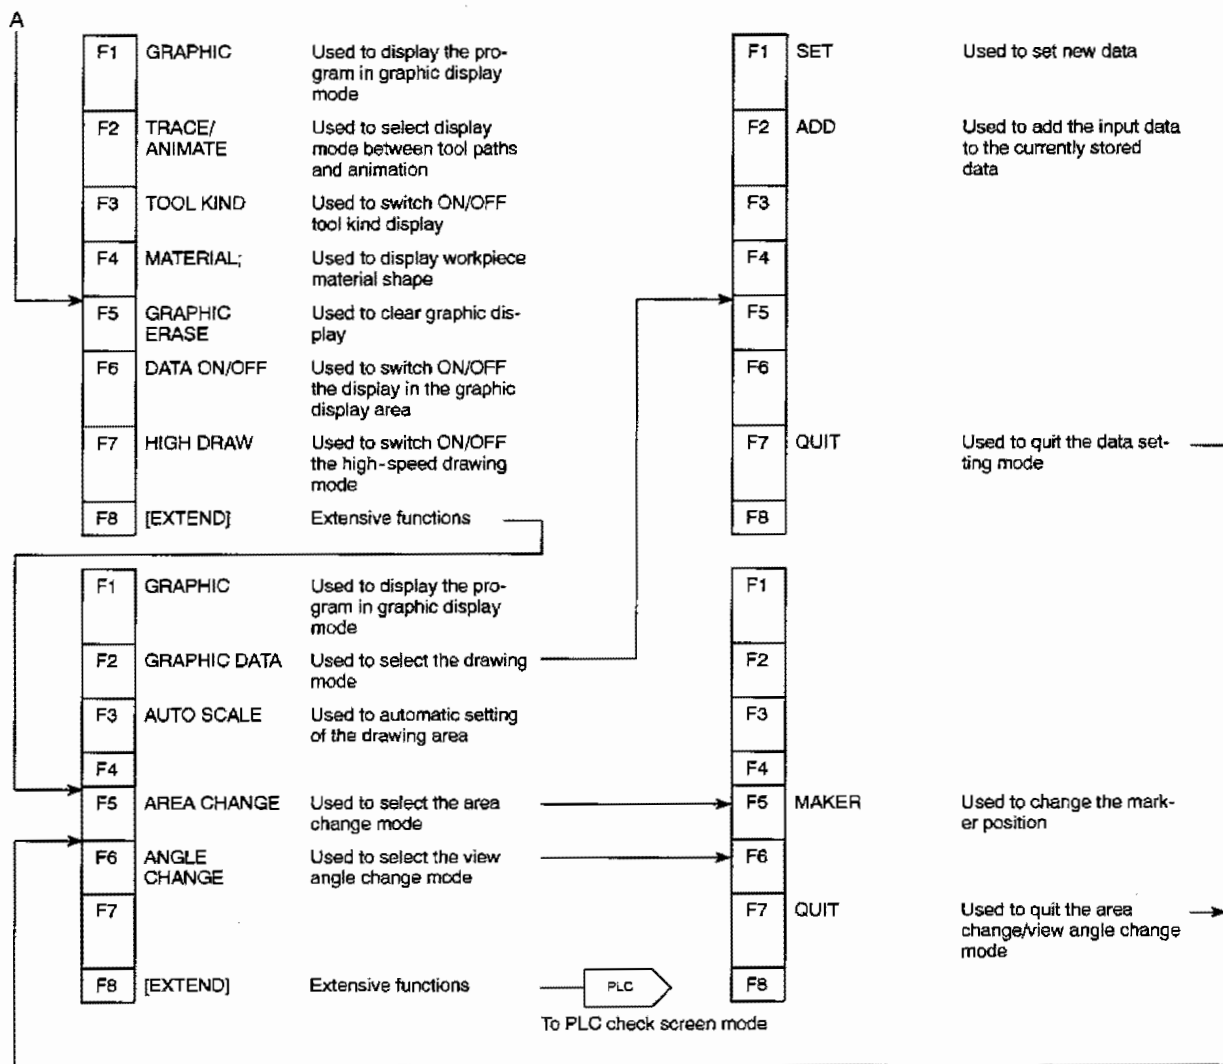 A
F1 GRAPHIC Used to display the pro-
gram in graphic display
mode
F2 TRACE/ Used to select display
ANIMATE mode between tool paths
and animation
F3 TOOL KIND Used to switch ON/OFF
tool kind display
F4 MATERIAL; Used to display workpiece
material shape
F5 GRAPHIC Used to clear graphic dis-
ERASE play
F6 DATA ON/OFF Used to switch ON/OFF
the display in the graphic
display area
F7 HIGH DRAW Used to switch ON/OFF
the high-speed drawing
mode
F8 [EXTEND] Extensive functions
F1 SET Used to set new data
F2 ADD Used to add the input data
to the currently stored
data
F3
F4
F5
F6
F7 QUIT Used to quit the data set-
ting mode
F8
F1 GRAPHIC Used to display the pro-
gram in graphic display
mode
F2 GRAPHIC DATA Used to select the drawing
mode
F3 AUTO SCALE Used to automatic setting
of the drawing area
F4
F5 AREA CHANGE Used to select the area
change mode
F6 ANGLE Used to select the view
CHANGE angle change mode
F7
F8 [EXTEND] Extensive functions
PLC
To PLC check screen mode
F1
F2
F3
F4
F5 MAKER Used to change the mark-
er position
F6
F7 QUIT Used to quit the area
change/view angle change
mode
F8